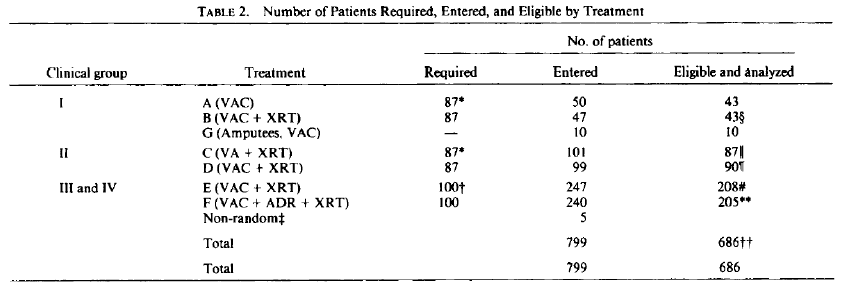 TABLE 2. Number of Patients Required, Entered, and Eligible by Treatment
No. of patients
Clinical group Treatment Required Entered Eligible and Analyzed
I A (VAC) 87* 50 43
B (VAC + XRT) 87 47 43§
G (Amputees, VAC) — 10 10
II C (VA + XRT) 87* 101 87‖
D (VAC + XRT) 87 99 90¶
III and IV E (VAC + XRT) 100† 247 208#
F (VAC + ADR + XRT) 100 240 205**
Non-random‡ 5
Total 799 686††
Total 799 686